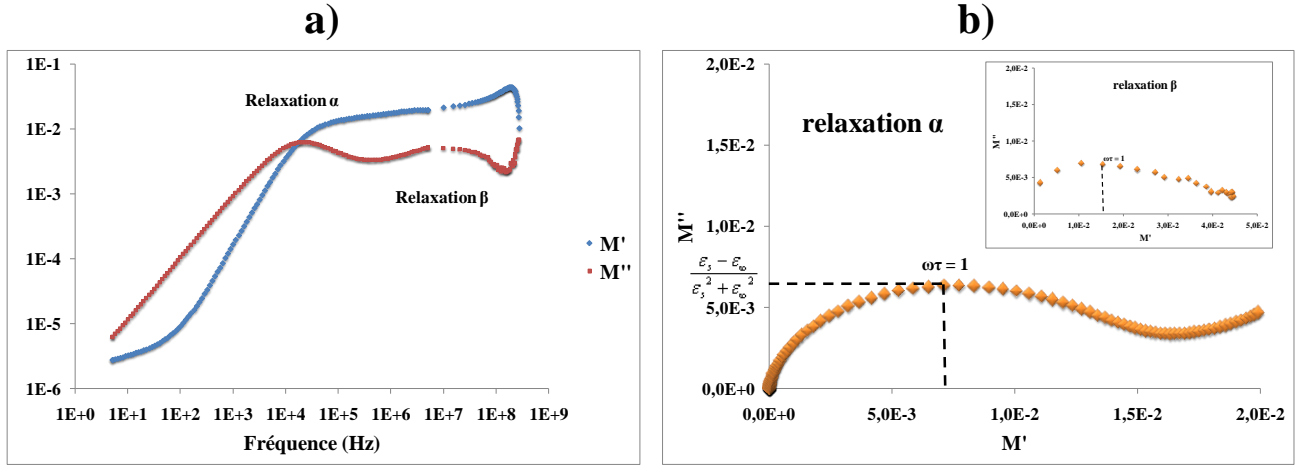 a)
1E-1
1E-2
1E-3
1E-4
1E-5
1E-6
1E+0 1E+1 1E+2 1E+3 1E+4 1E+5 1E+6 1E+7 1E+8 1E+9
Fréquence (Hz)
Relaxation α
Relaxation β
M'
M''
b)
2,0E-2
1,5E-2
1,0E-2
5,0E-3
0,0E+0
M''
0,0E+0 5,0E-3 1,0E-2 1,5E-2 2,0E-2
M'
relaxation α
ωτ = 1
εs − ε∞
εs² + ε∞²
relaxation β
2,0E-2
1,5E-2
1,0E-2
5,0E-3
0,0E+0
M''
ωτ = 1
0,0E+0 1,0E-2 2,0E-2 3,0E-2 4,0E-2 5,0E-2
M'